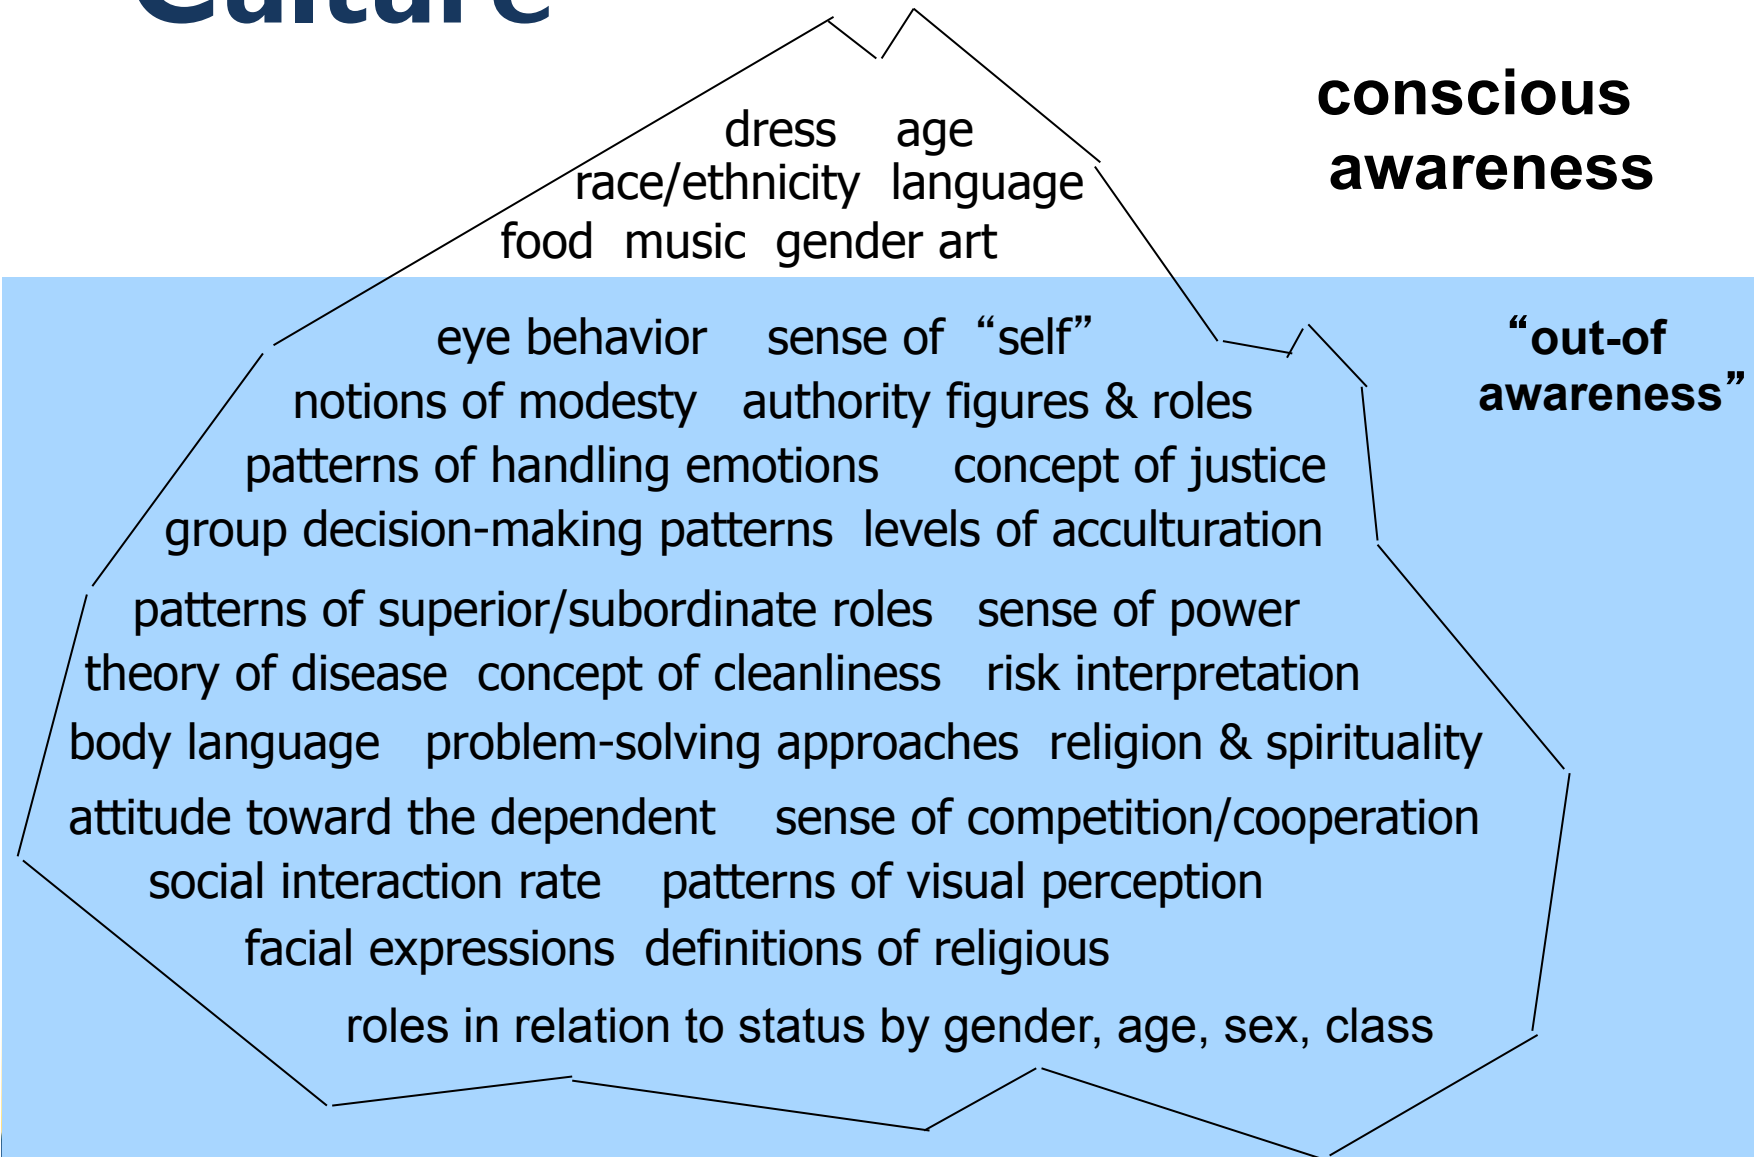 Culture
conscious
awareness
dress age
race/ethnicity language
food music gender art
eye behavior sense of “self”
“out-of
awareness”
notions of modesty authority figures & roles
patterns of handling emotions concept of justice
group decision-making patterns levels of acculturation
patterns of superior/subordinate roles sense of power
theory of disease concept of cleanliness risk interpretation
body language problem-solving approaches religion & spirituality
attitude toward the dependent sense of competition/cooperation
social interaction rate patterns of visual perception
facial expressions definitions of religious
roles in relation to status by gender, age, sex, class